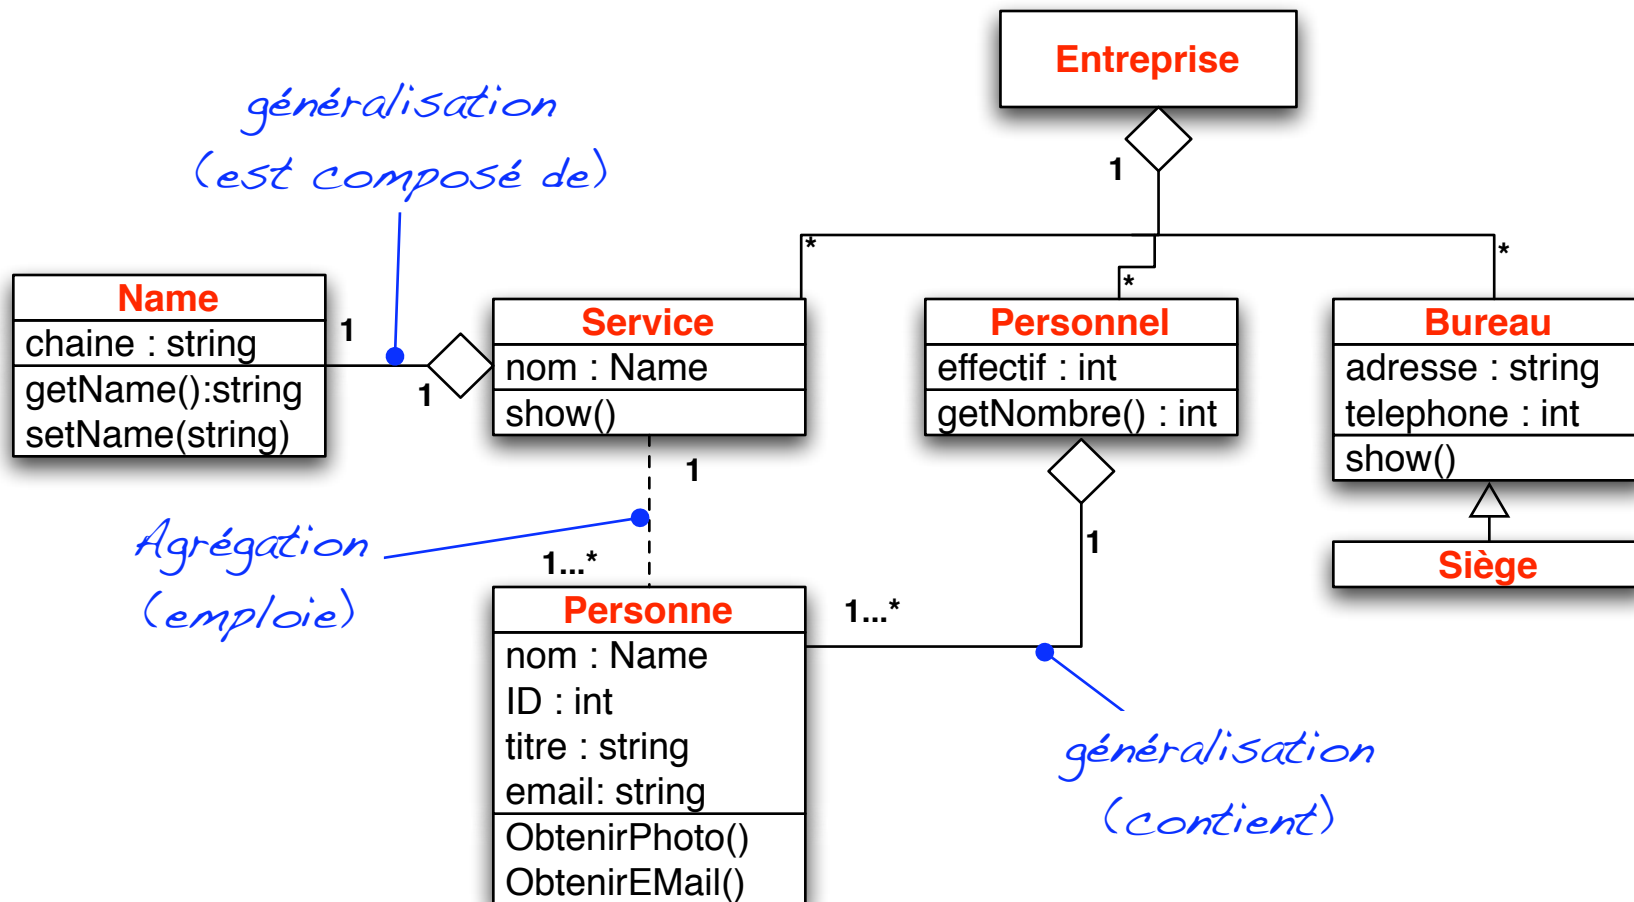 Entreprise
1
*
*
*
généralisation
(est composé de)
Name
chaine : string
getName():string
setName(string)
1
1
Service
nom : Name
show()
Personnel
effectif : int
getNombre() : int
Bureau
adresse : string
telephone : int
show()
Siège
1
Agrégation
(emploie)
1...*
Personne
nom : Name
ID : int
titre : string
email: string
ObtenirPhoto()
ObtenirEMail()
1
1...*
généralisation
(contient)